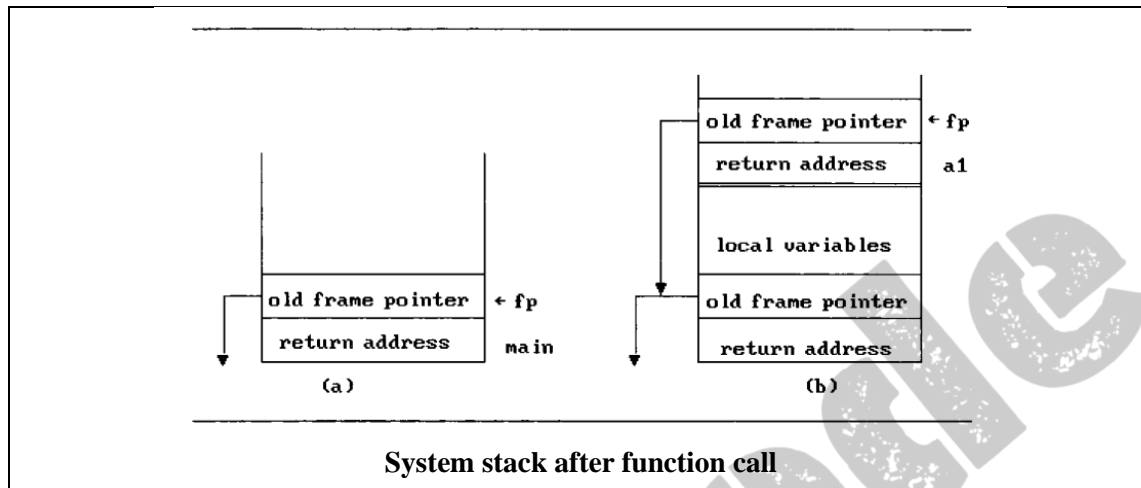 old frame pointer ← fp
return address main
(a)
old frame pointer ← fp
return address a1
local variables
old frame pointer
return address
(b)
System stack after function call